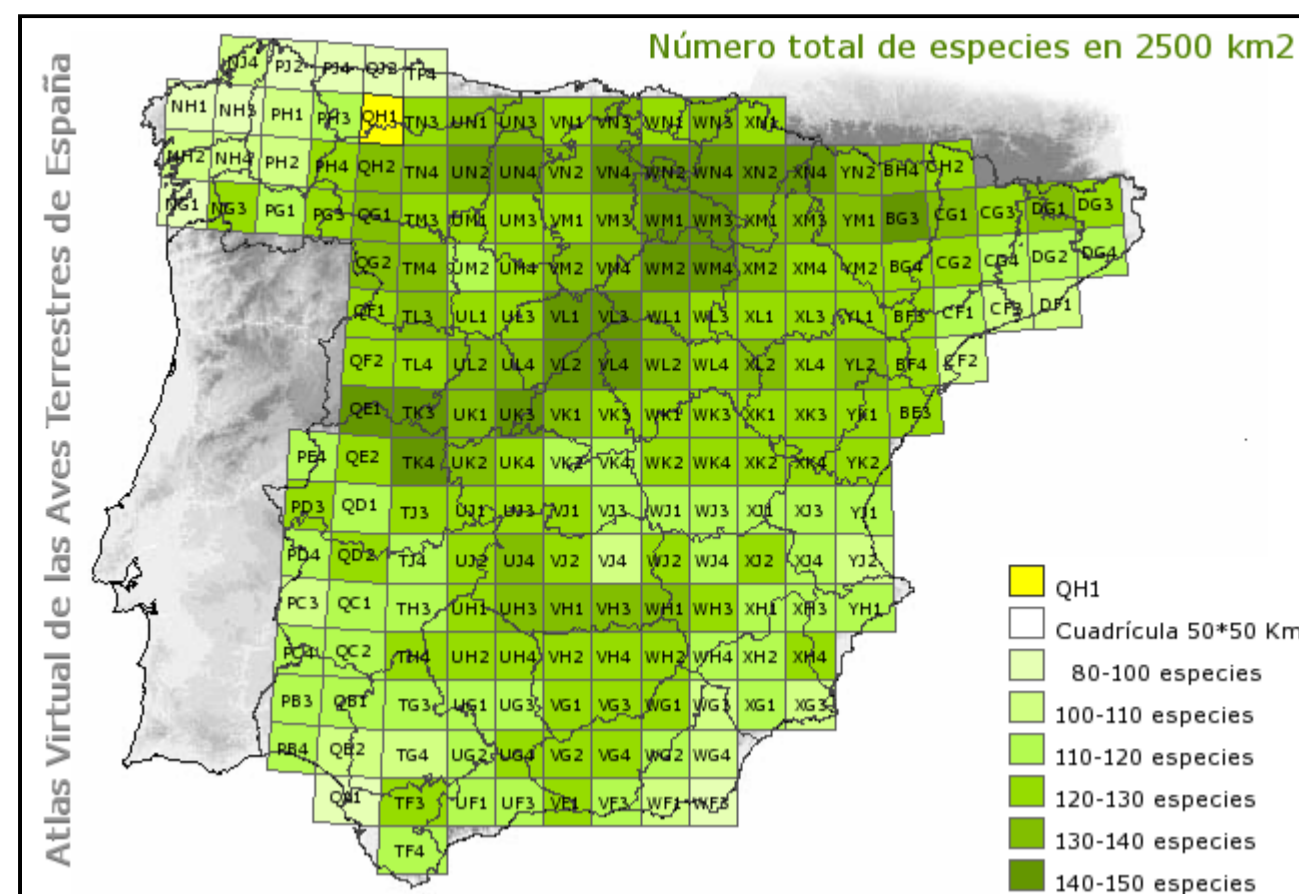 Atlas Virtual de las Aves Terrestres de España
Número total de especies en 2500 km2
NJ4 PJ2 PJ4 QJ2 TP4
NH1 NH3 PH1 PH3 QH1 TN3 UN1 UN3 VN1 VN3 WN1 WN3 XN1
NH2 NH4 PH2 PH4 QH2 TN4 UN2 UN4 VN2 VN4 WN2 WN4 XN2 XN4 YN2 BH4 CH2
NG1 NG3 PG1 PG3 QG1 TM3 UM1 UM3 VM1 VM3 WM1 WM3 XM1 XM3 YM1 BG3 CG1 CG3 DG1 DG3
QG2 TM4 UM2 UM4 VM2 VN4 WM2 WM4 XM2 XM4 YM2 BG4 CG2 CG4 DG2 DG4
QF1 TL3 UL1 UL3 VL1 VL3 WL1 WL3 XL1 XL3 YL1 BF3 CF1 CF3 DF1
QF2 TL4 UL2 UL4 VL2 VL4 WL2 WL4 XL2 XL4 YL2 BF4 CF2
QE1 TK3 UK1 UK3 VK1 VK3 WK1 WK3 XK1 XK3 YK1 BE3
PE4 QE2 TK4 UK2 UK4 VK2 VK4 WK2 WK4 XK2 XK4 YK2
PD3 QD1 TJ3 UJ1 UJ3 VJ1 VJ3 WJ1 WJ3 XJ1 XJ3 YJ1
PD4 QD2 TJ4 UJ2 UJ4 VJ2 VJ4 WJ2 WJ4 XJ2 XJ4 YJ2
PC3 QC1 TH3 UH1 UH3 VH1 VH3 WH1 WH3 XH1 XH3 YH1
PC4 QC2 TH4 UH2 UH4 VH2 VH4 WH2 WH4 XH2 XH4
PB3 QB1 TG3 UG1 UG3 VG1 VG3 WG1 WG3 XG1 XG3
PB4 QB2 TG4 UG2 UG4 VG2 VG4 WG2 WG4
TF3 UF1 UF3 VF1 VF3 WF1 WF3
TF4
QH1
Cuadrícula 50*50 Km
80-100 especies
100-110 especies
110-120 especies
120-130 especies
130-140 especies
140-150 especies